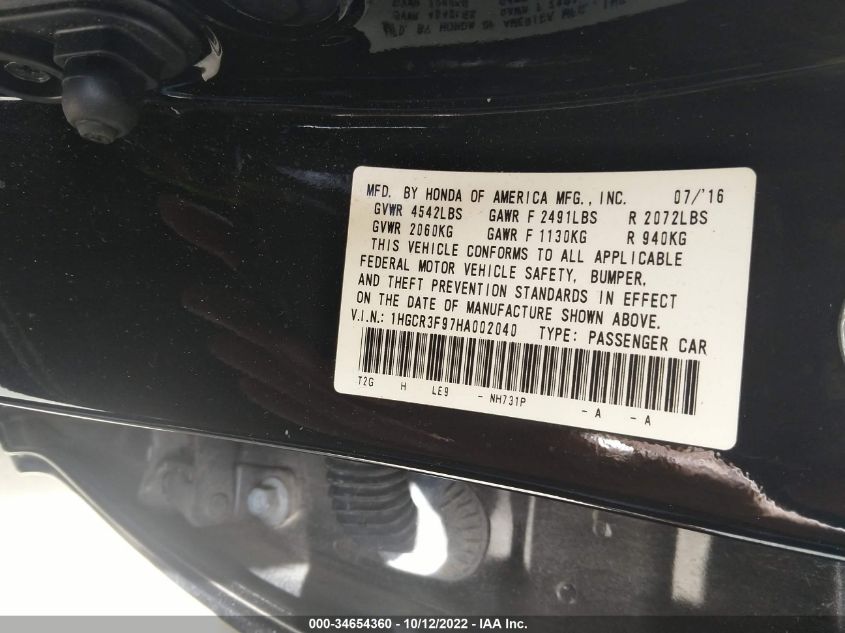 MFD. BY HONDA OF AMERICA MFG., INC. 07/'16
GVWR 4542LBS GAWR F 2491LBS R 2072LBS
GVWR 2060KG GAWR F 1130KG R 940KG
THIS VEHICLE CONFORMS TO ALL APPLICABLE
FEDERAL MOTOR VEHICLE SAFETY, BUMPER,
AND THEFT PREVENTION STANDARDS IN EFFECT
ON THE DATE OF MANUFACTURE SHOWN ABOVE.
V.I.N.: 1HGCR3F97HA002040 TYPE: PASSENGER CAR
T2G H LE9 - NH731P - A - A
000-34654360 - 10/12/2022 - IAA Inc.